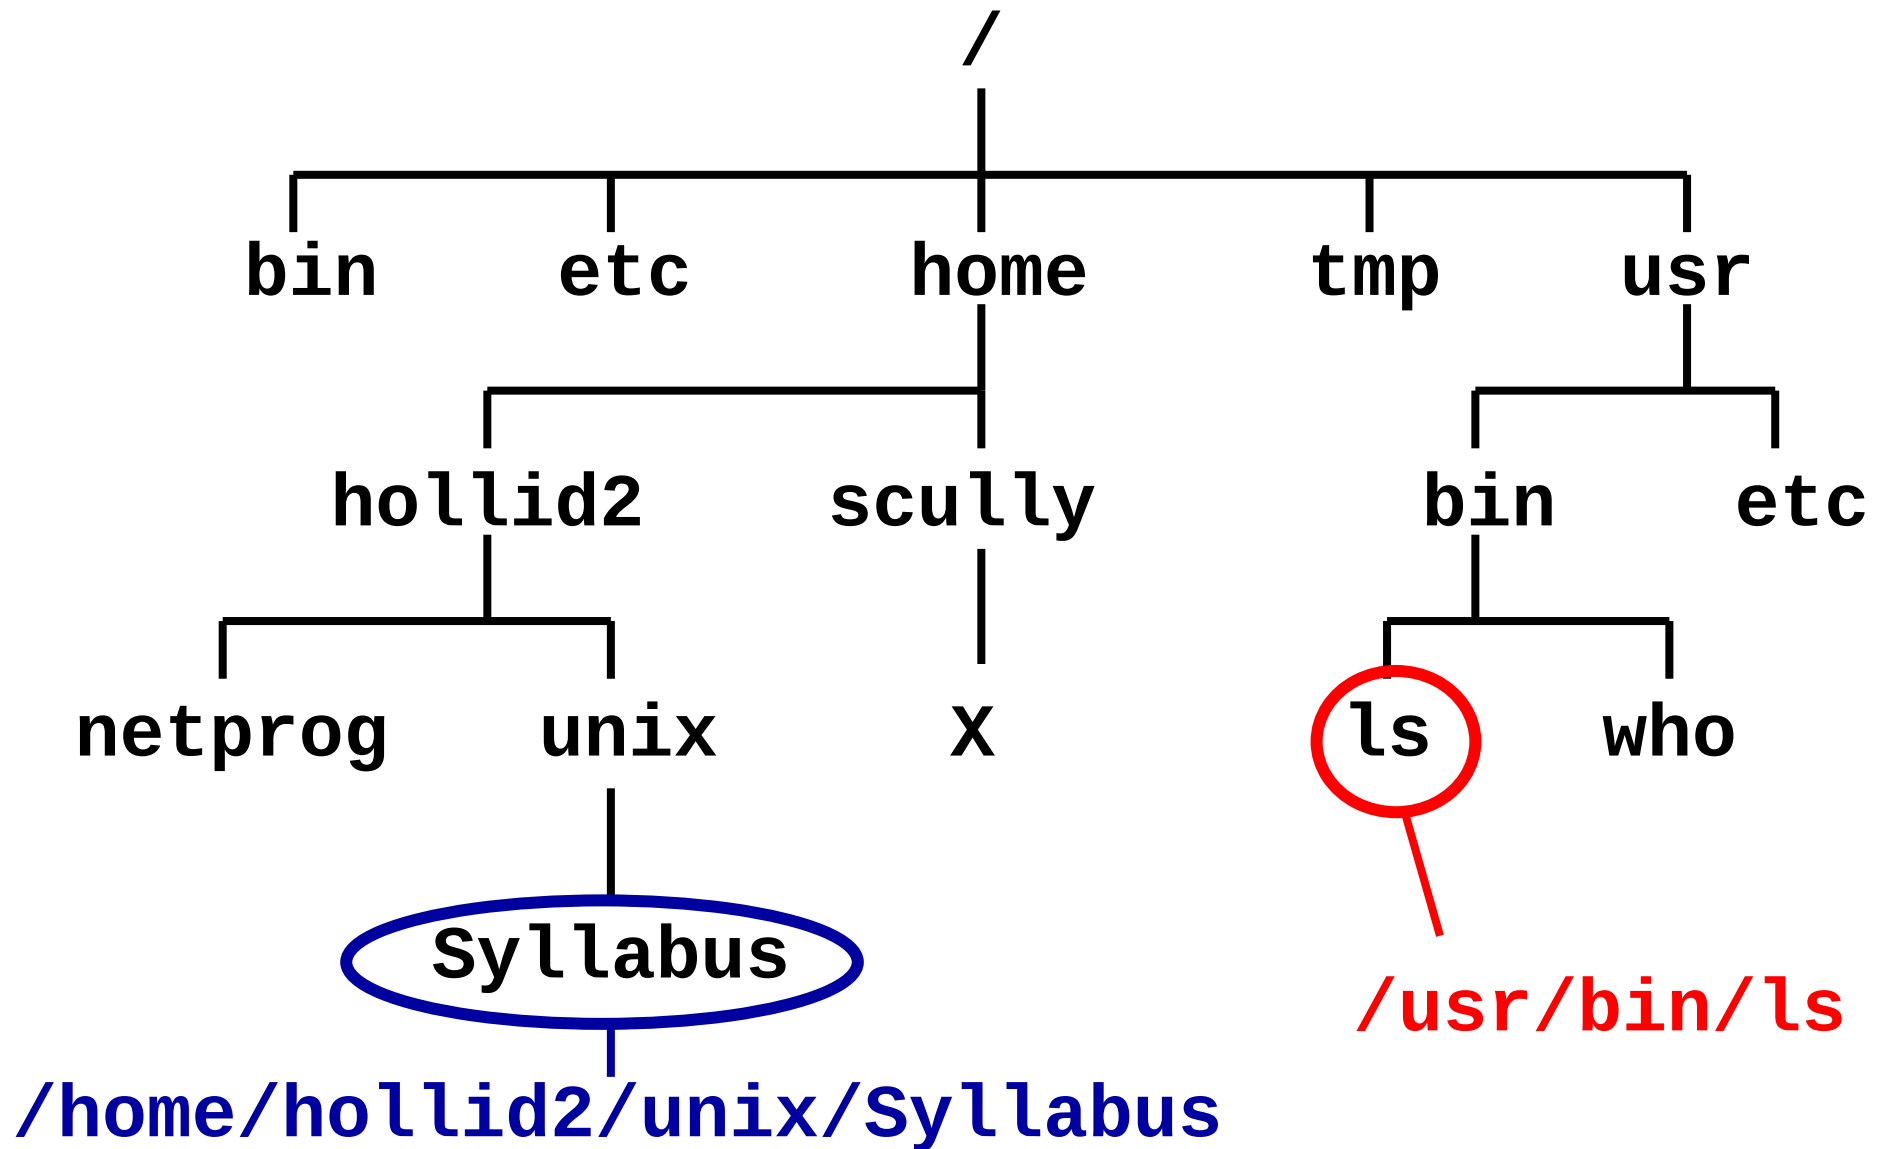 /
bin etc home tmp usr
hollid2 scully bin etc
netprog unix X ls who
Syllabus
/usr/bin/ls
/home/hollid2/unix/Syllabus